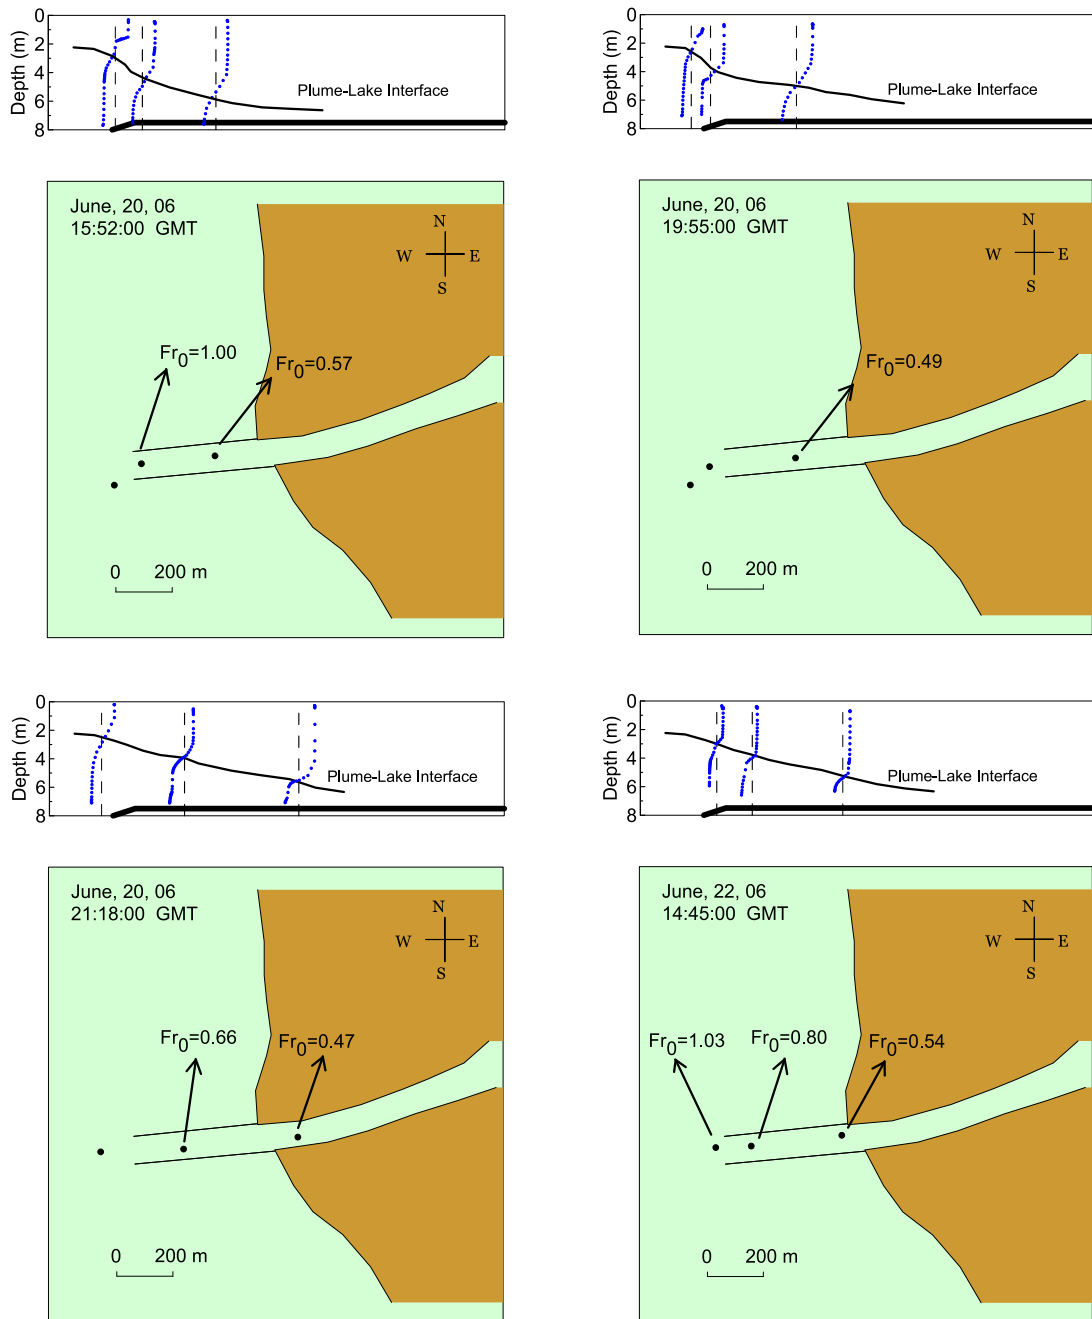 0
2
4
6
8
Depth (m)
Plume-Lake Interface
0
2
4
6
8
Depth (m)
Plume-Lake Interface
June, 20, 06
15:52:00 GMT
N
W E
S
Fr0=1.00
Fr0=0.57
0 200 m
June, 20, 06
19:55:00 GMT
N
W E
S
Fr0=0.49
0 200 m
0
2
4
6
8
Depth (m)
Plume-Lake Interface
0
2
4
6
8
Depth (m)
Plume-Lake Interface
June, 20, 06
21:18:00 GMT
N
W E
S
Fr0=0.66
Fr0=0.47
0 200 m
June, 22, 06
14:45:00 GMT
N
W E
S
Fr0=1.03
Fr0=0.80
Fr0=0.54
0 200 m